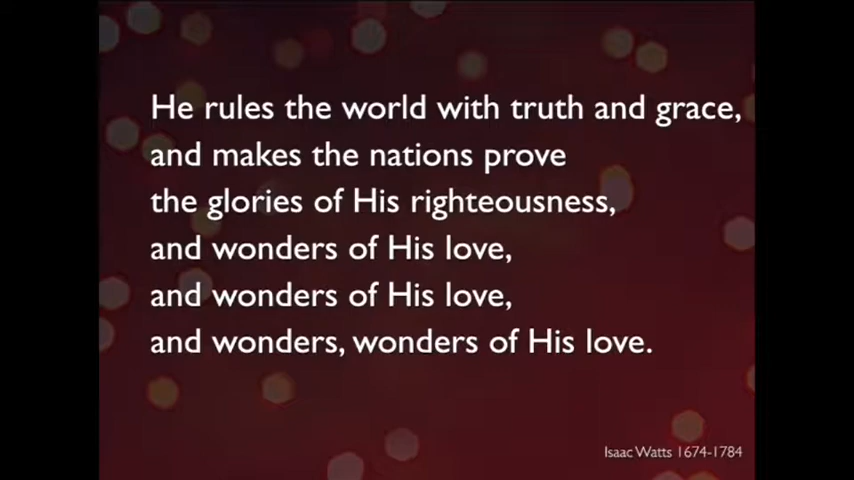 He rules the world with truth and grace,
and makes the nations prove
the glories of His righteousness,
and wonders of His love,
and wonders of His love,
and wonders, wonders of His love.
Isaac Watts 1674-1784